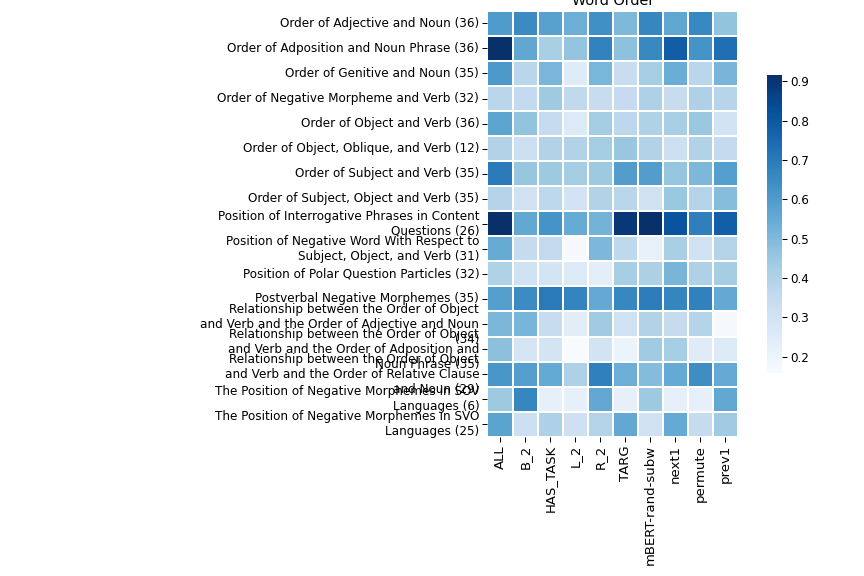 Word Order
Order of Adjective and Noun (36)
Order of Adposition and Noun Phrase (36)
Order of Genitive and Noun (35)
Order of Negative Morpheme and Verb (32)
Order of Object and Verb (36)
Order of Object, Oblique, and Verb (12)
Order of Subject and Verb (35)
Order of Subject, Object and Verb (35)
Position of Interrogative Phrases in Content
Questions (26)
Position of Negative Word With Respect to
Subject, Object, and Verb (31)
Position of Polar Question Particles (32)
Postverbal Negative Morphemes (35)
Relationship between the Order of Object
and Verb and the Order of Adjective and Noun
(34)
Relationship between the Order of Object
and Verb and the Order of Adposition and
Noun Phrase (35)
Relationship between the Order of Object
and Verb and the Order of Relative Clause
and Noun (29)
The Position of Negative Morphemes in SOV
Languages (6)
The Position of Negative Morphemes in SVO
Languages (25)
ALL
B_2
HAS_TASK
L_2
R_2
TARG
mBERT-rand-subw
next1
permute
prev1
0.9
0.8
0.7
0.6
0.5
0.4
0.3
0.2